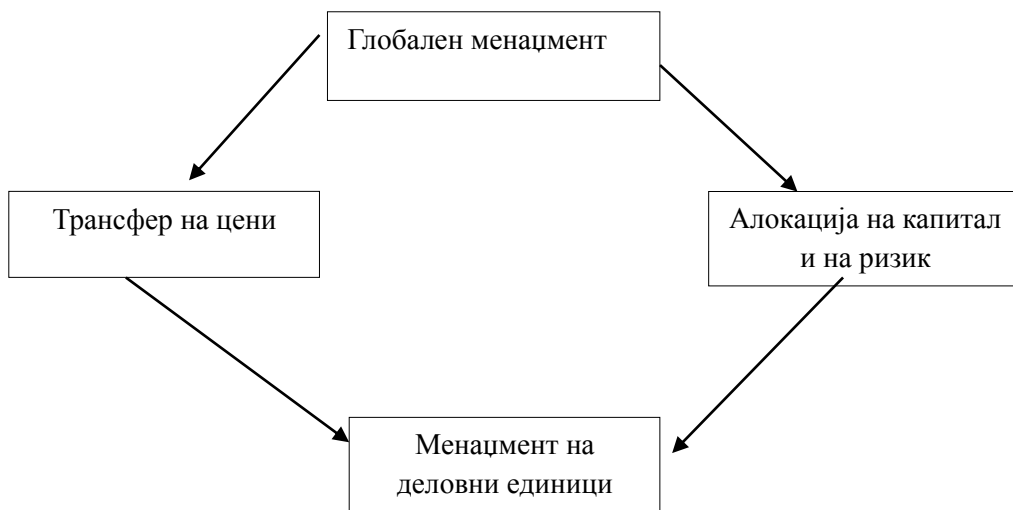 Глобален менаџмент
Трансфер на цени
Алокација на капитал
и на ризик
Менаџмент на
деловни единици